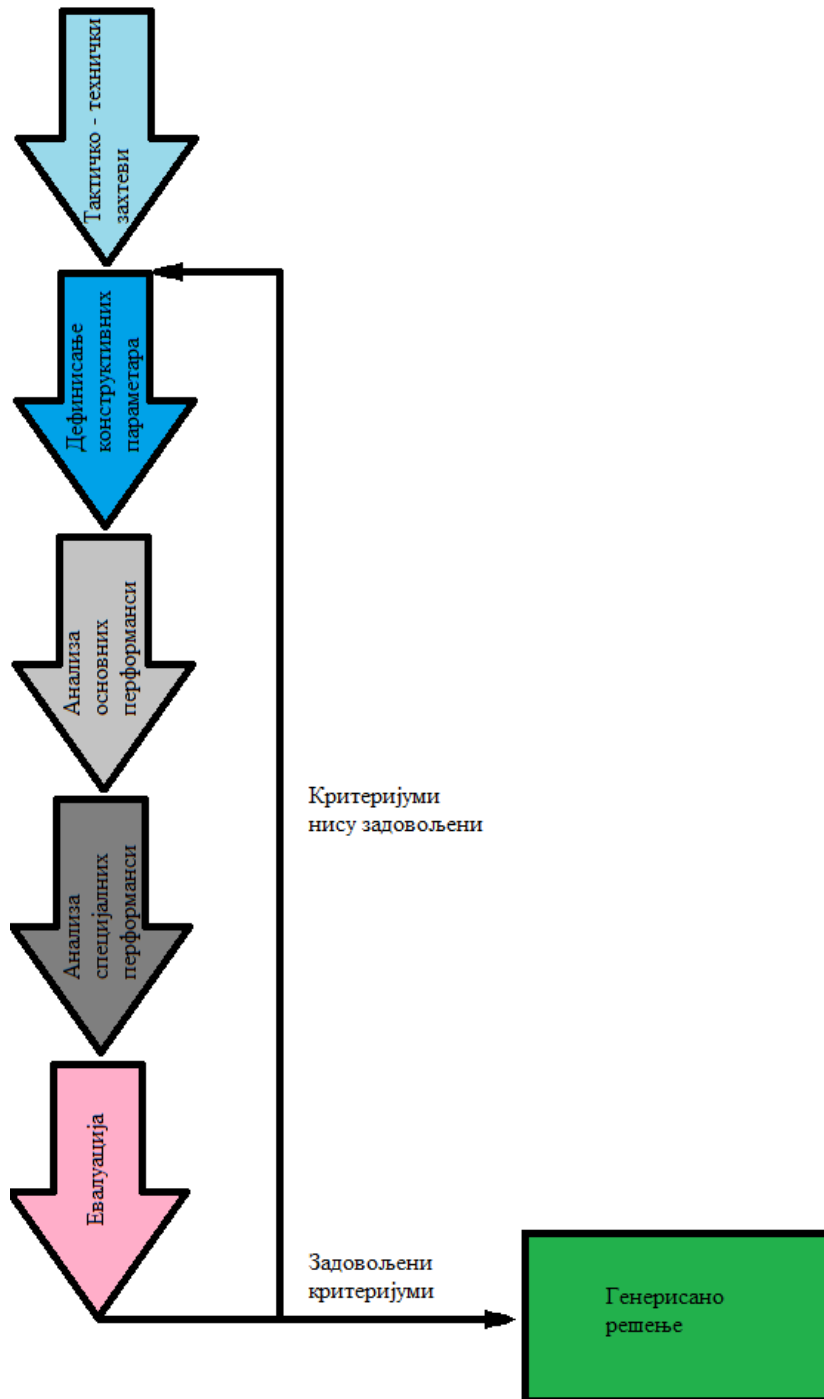 Тактичко - технички
захтеви
Дефинисање
конструктивних
параметара
Анализа
основних
перформанси
Критеријуми
нису задовољени
Анализа
специјалних
перформанси
Евалуација
Задовољени
критеријуми
Генерисано
решење